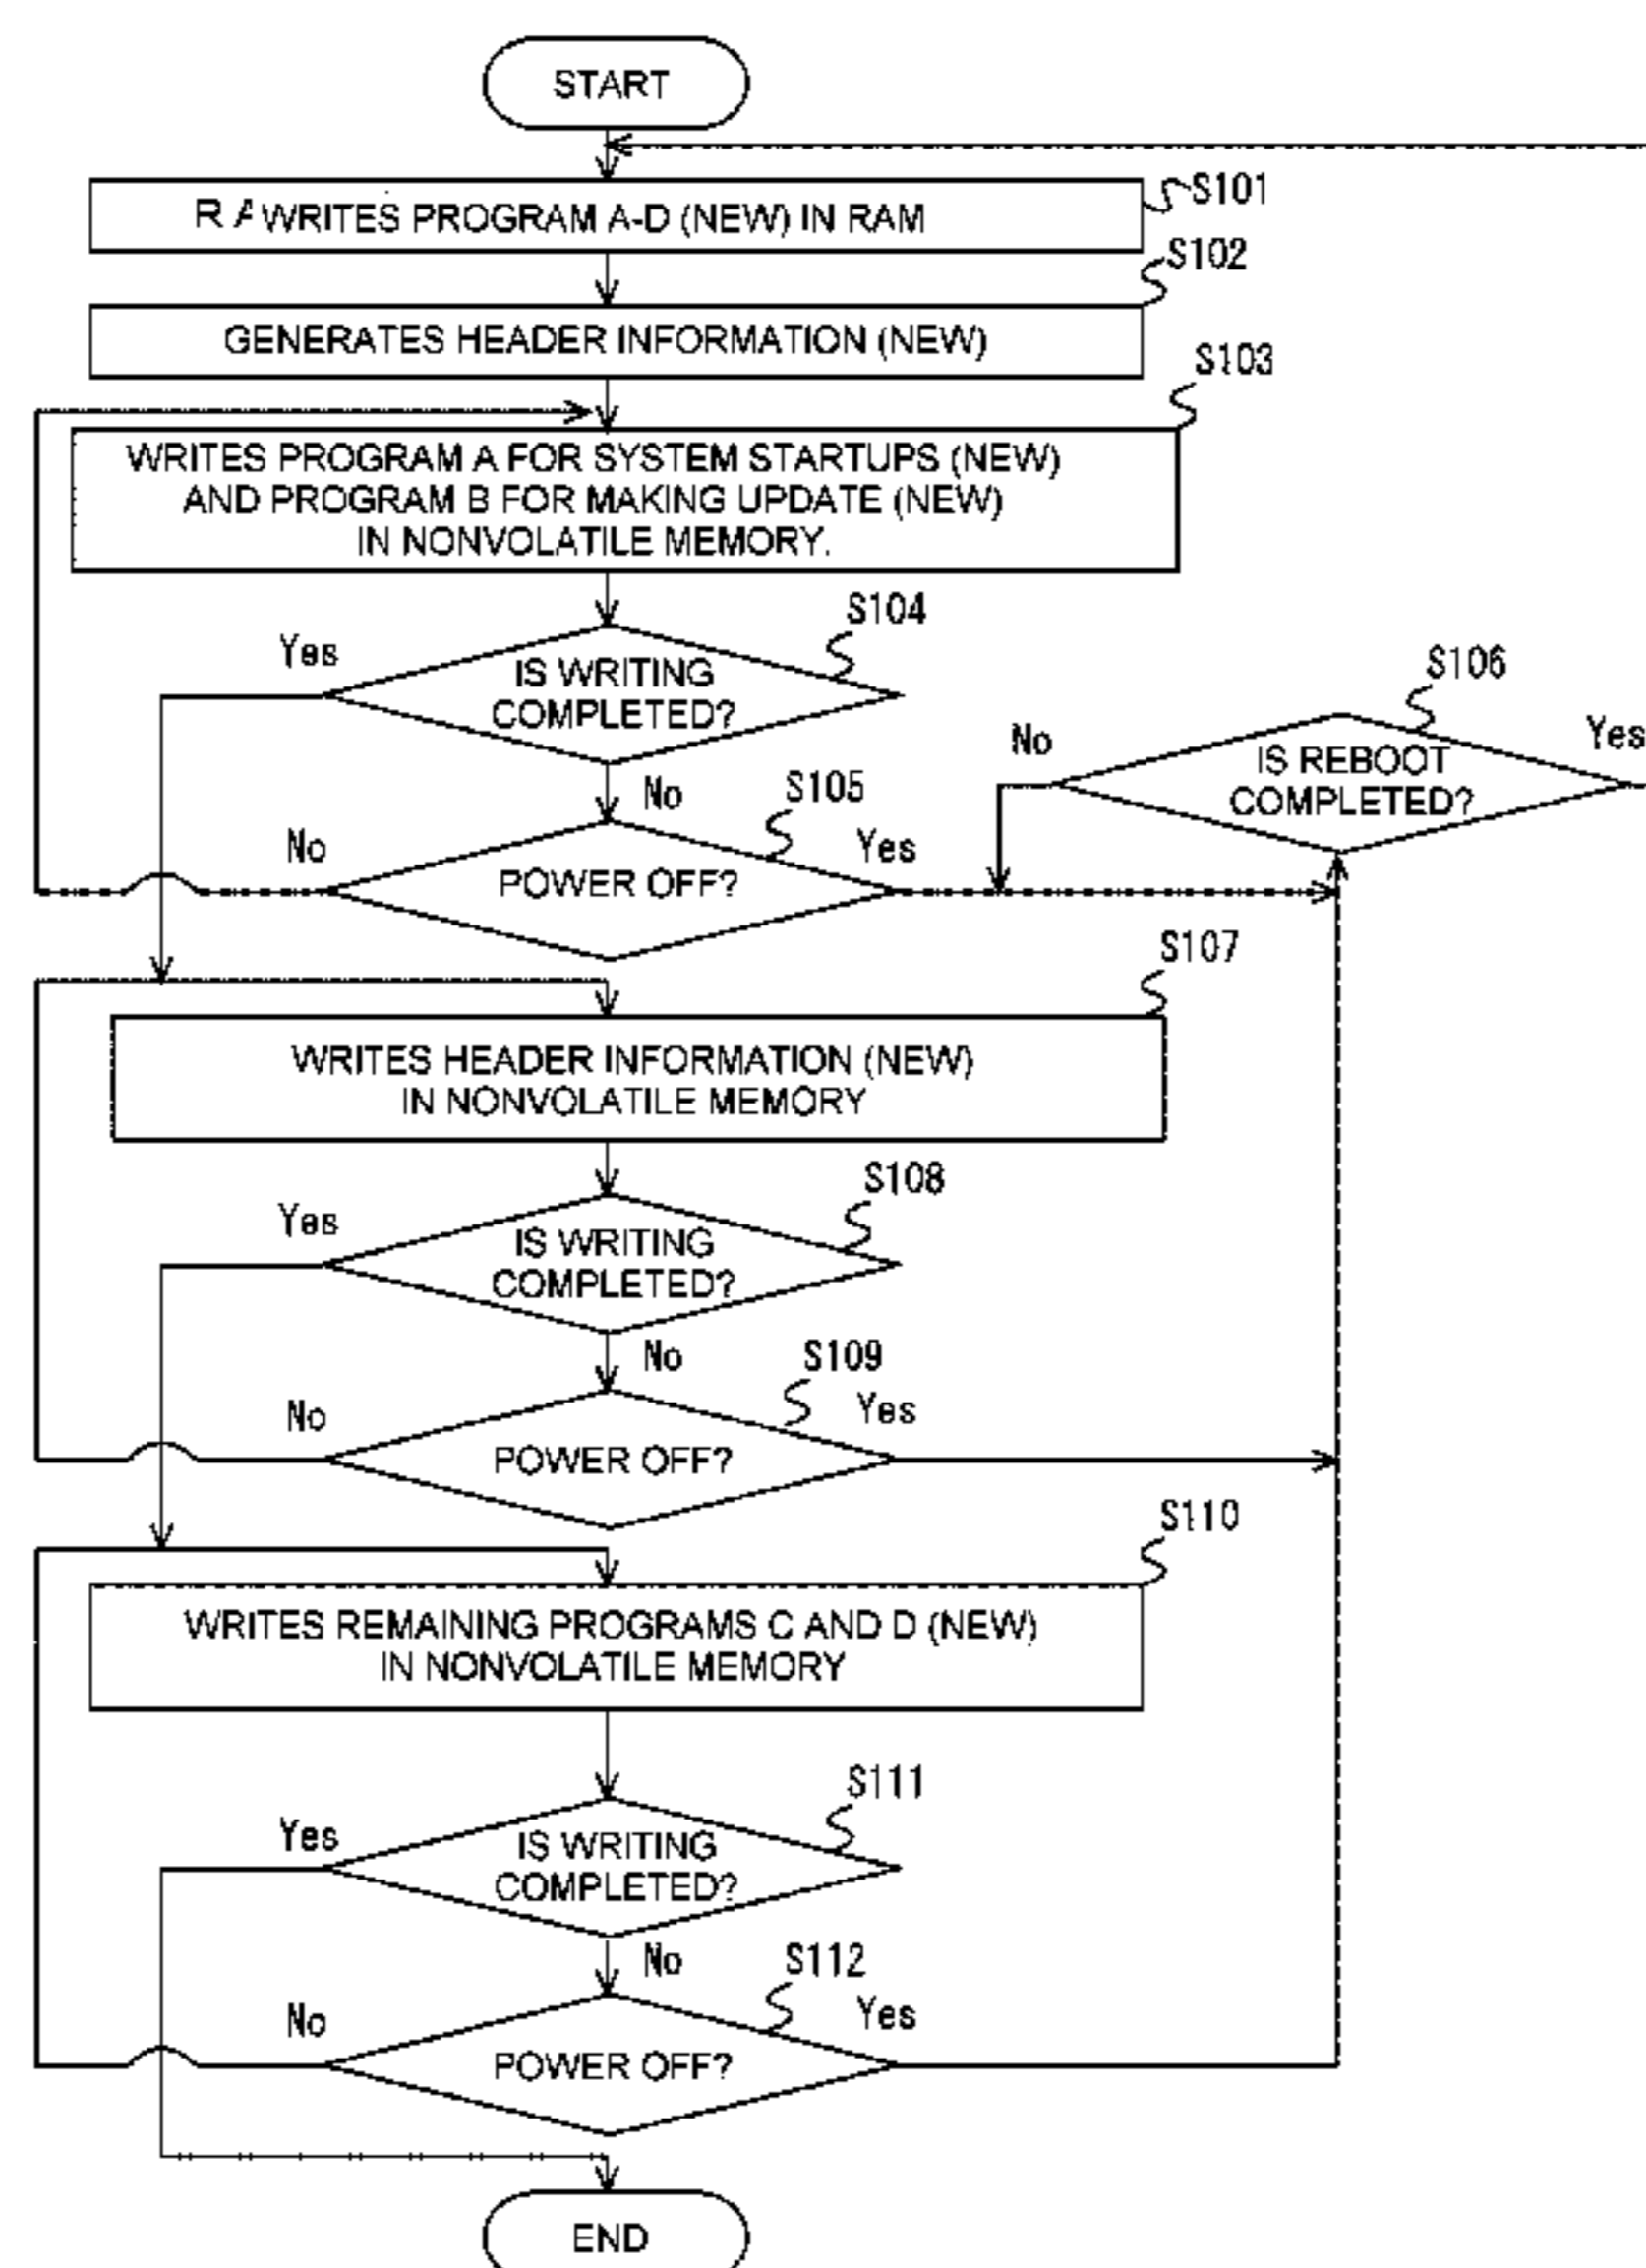 START
S101
R A WRITES PROGRAM A-D (NEW) IN RAM
S102
GENERATES HEADER INFORMATION (NEW)
S103
WRITES PROGRAM A FOR SYSTEM STARTUPS (NEW)
AND PROGRAM B FOR MAKING UPDATE (NEW)
IN NONVOLATILE MEMORY.
S104
Yes
IS WRITING
COMPLETED?
No
S106
No
IS REBOOT
COMPLETED?
Yes
S105
No
POWER OFF?
Yes
S107
WRITES HEADER INFORMATION (NEW)
IN NONVOLATILE MEMORY
S108
Yes
IS WRITING
COMPLETED?
No
S109
No
POWER OFF?
Yes
S110
WRITES REMAINING PROGRAMS C AND D (NEW)
IN NONVOLATILE MEMORY
S111
Yes
IS WRITING
COMPLETED?
No
S112
No
POWER OFF?
Yes
END